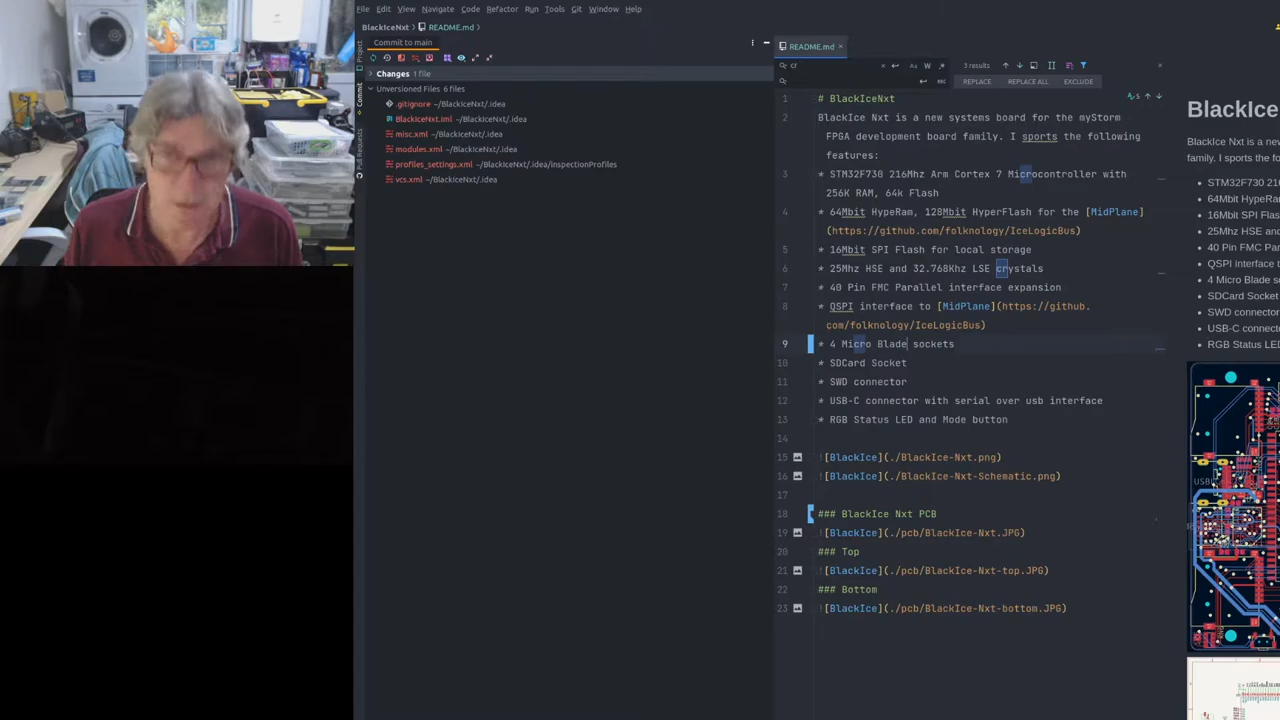 File Edit View Navigate Code Refactor Run Tools Git Window Help
BlackIceNxt > README.md >
Commit to main
Project
Commit
Pull Requests
Changes 1 file
Unversioned Files 6 files
.gitignore ~/BlackIceNxt/.idea
BlackIceNxt.iml ~/BlackIceNxt/.idea
misc.xml ~/BlackIceNxt/.idea
modules.xml ~/BlackIceNxt/.idea
profiles_settings.xml ~/BlackIceNxt/.idea/inspectionProfiles
vcs.xml ~/BlackIceNxt/.idea
README.md
cr
3 results
REPLACE REPLACE ALL EXCLUDE
1 # BlackIceNxt
2 BlackIce Nxt is a new systems board for the myStorm
FPGA development board family. I sports the following
features:
3 * STM32F730 216Mhz Arm Cortex 7 Microcontroller with
256K RAM, 64k Flash
4 * 64Mbit HypeRam, 128Mbit HyperFlash for the [MidPlane]
(https://github.com/folknology/IceLogicBus)
5 * 16Mbit SPI Flash for local storage
6 * 25Mhz HSE and 32.768Khz LSE crystals
7 * 40 Pin FMC Parallel interface expansion
8 * QSPI interface to [MidPlane](https://github.
com/folknology/IceLogicBus)
9 * 4 Micro Blade sockets
10 * SDCard Socket
11 * SWD connector
12 * USB-C connector with serial over usb interface
13 * RGB Status LED and Mode button
14
15 ![BlackIce](./BlackIce-Nxt.png)
16 ![BlackIce](./BlackIce-Nxt-Schematic.png)
17
18 ### BlackIce Nxt PCB
19 ![BlackIce](./pcb/BlackIce-Nxt.JPG)
20 ### Top
21 ![BlackIce](./pcb/BlackIce-Nxt-top.JPG)
22 ### Bottom
23 ![BlackIce](./pcb/BlackIce-Nxt-bottom.JPG)
BlackIce
BlackIce Nxt is a new
family. I sports the fo
STM32F730 21
64Mbit HypeRa
16Mbit SPI Flas
25Mhz HSE and
40 Pin FMC Par
QSPI interface t
4 Micro Blade s
SDCard Socket
SWD connector
USB-C connecto
RGB Status LED